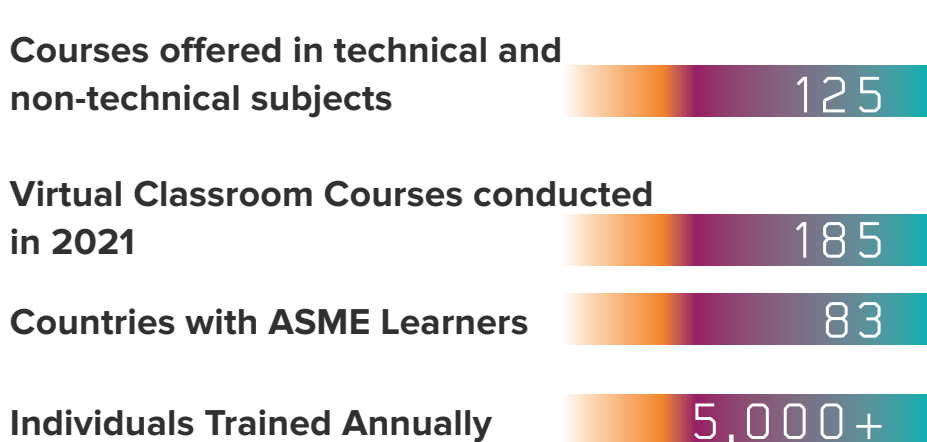 Courses offered in technical and
non-technical subjects
125
Virtual Classroom Courses conducted
in 2021
185
Countries with ASME Learners
83
Individuals Trained Annually
5,000+